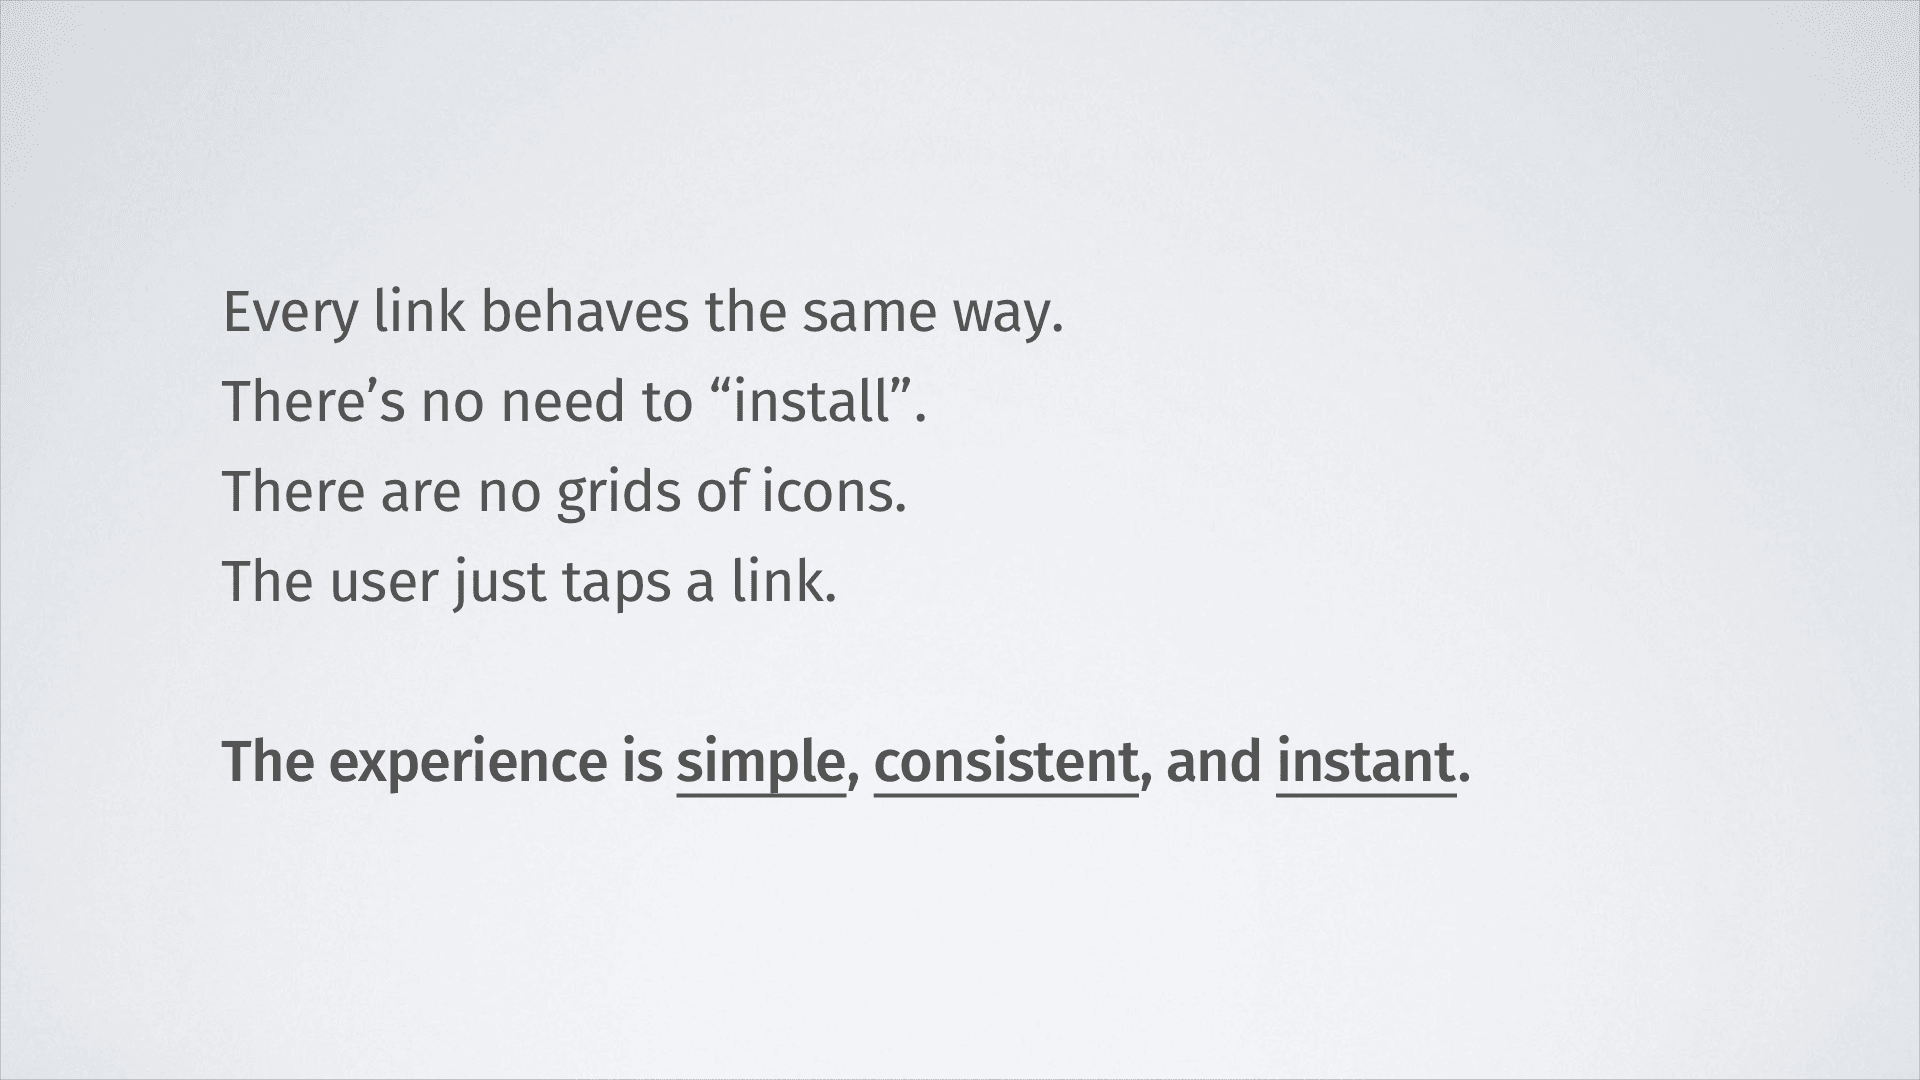 Every link behaves the same way.
There’s no need to “install”.
There are no grids of icons.
The user just taps a link.
The experience is simple, consistent, and instant.